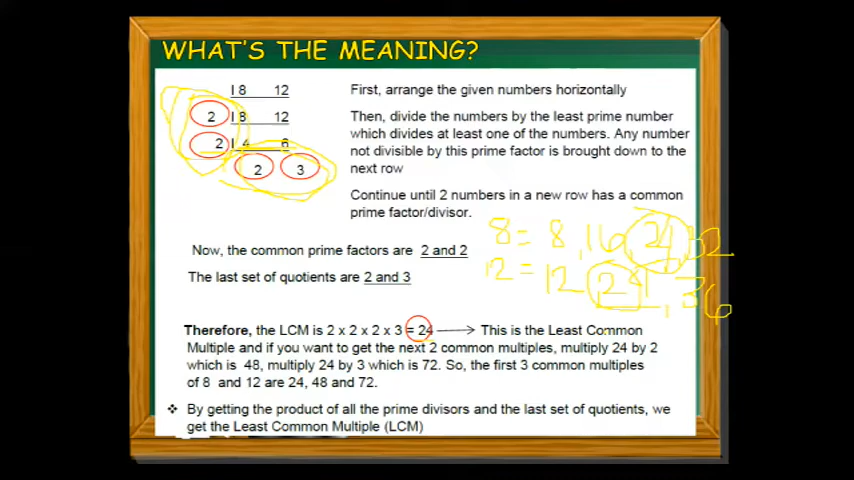 WHAT'S THE MEANING?
l 8 12
2 l 8 12
2 l 4 6
2 3
First, arrange the given numbers horizontally
Then, divide the numbers by the least prime number
which divides at least one of the numbers. Any number
not divisible by this prime factor is brought down to the
next row
Continue until 2 numbers in a new row has a common
prime factor/divisor.
8 = 8, 16 24, 32
12 = 12 24, 36
Now, the common prime factors are 2 and 2
The last set of quotients are 2 and 3
Therefore, the LCM is 2 x 2 x 2 x 3 = 24 ⟶ This is the Least Common
Multiple and if you want to get the next 2 common multiples, multiply 24 by 2
which is 48, multiply 24 by 3 which is 72. So, the first 3 common multiples
of 8 and 12 are 24, 48 and 72.
❖ By getting the product of all the prime divisors and the last set of quotients, we
get the Least Common Multiple (LCM)